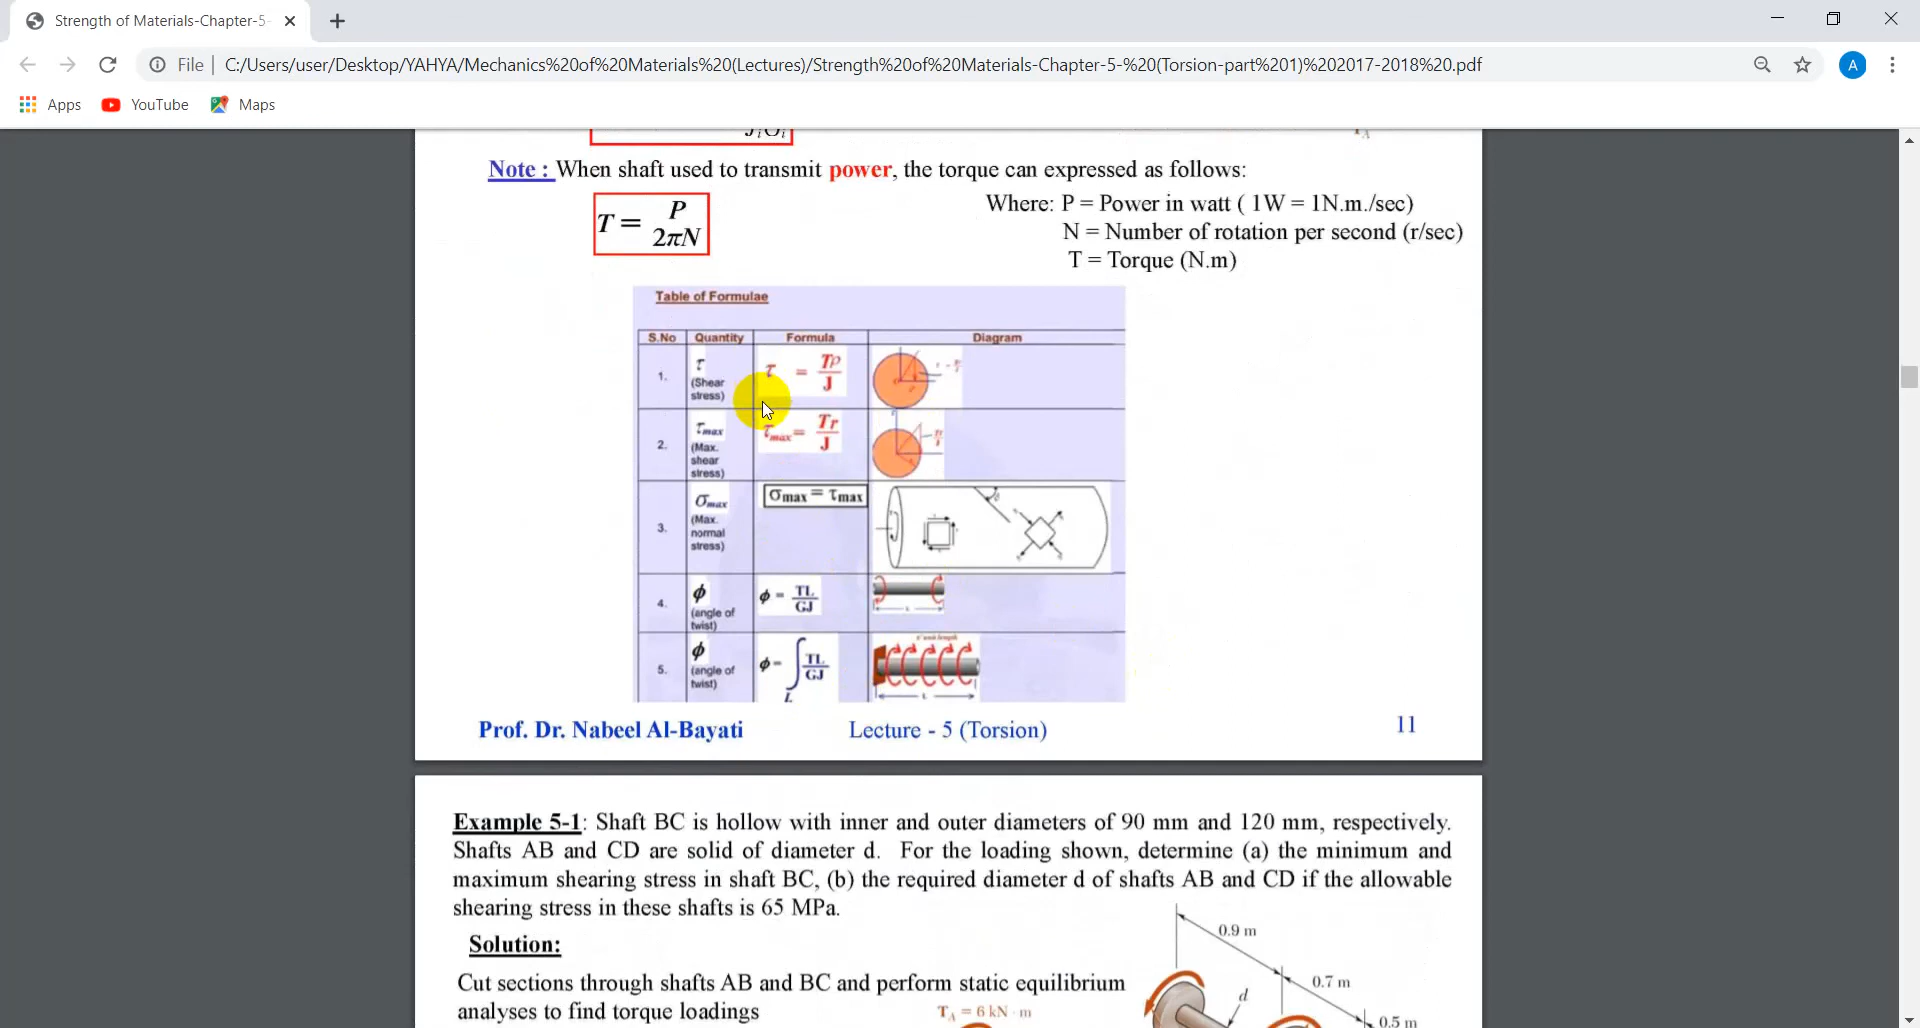 Strength of Materials-Chapter-5-
File | C:/Users/user/Desktop/YAHYA/Mechanics%20of%20Materials%20(Lectures)/Strength%20of%20Materials-Chapter-5-%20(Torsion-part%201)%202017-2018%20.pdf
A
Apps YouTube Maps
Note : When shaft used to transmit power, the torque can expressed as follows:
T = P / 2πN
Where: P = Power in watt ( 1W = 1N.m./sec)
N = Number of rotation per second (r/sec)
T = Torque (N.m)
Table of Formulae
S.No Quantity Formula Diagram
1. τ (Shear stress) τ = Tρ / J
2. τmax (Max. shear stress) τmax = Tr / J
3. σmax (Max. normal stress) σmax = τmax
4. ϕ (angle of twist) ϕ = TL / GJ
5. ϕ (angle of twist) ϕ = ∫L TL / GJ
Prof. Dr. Nabeel Al-Bayati Lecture - 5 (Torsion) 11
Example 5-1: Shaft BC is hollow with inner and outer diameters of 90 mm and 120 mm, respectively.
Shafts AB and CD are solid of diameter d. For the loading shown, determine (a) the minimum and
maximum shearing stress in shaft BC, (b) the required diameter d of shafts AB and CD if the allowable
shearing stress in these shafts is 65 MPa.
0.9 m
Solution:
Cut sections through shafts AB and BC and perform static equilibrium
0.7 m
d
analyses to find torque loadings
TA = 6 kN · m
0.5 m